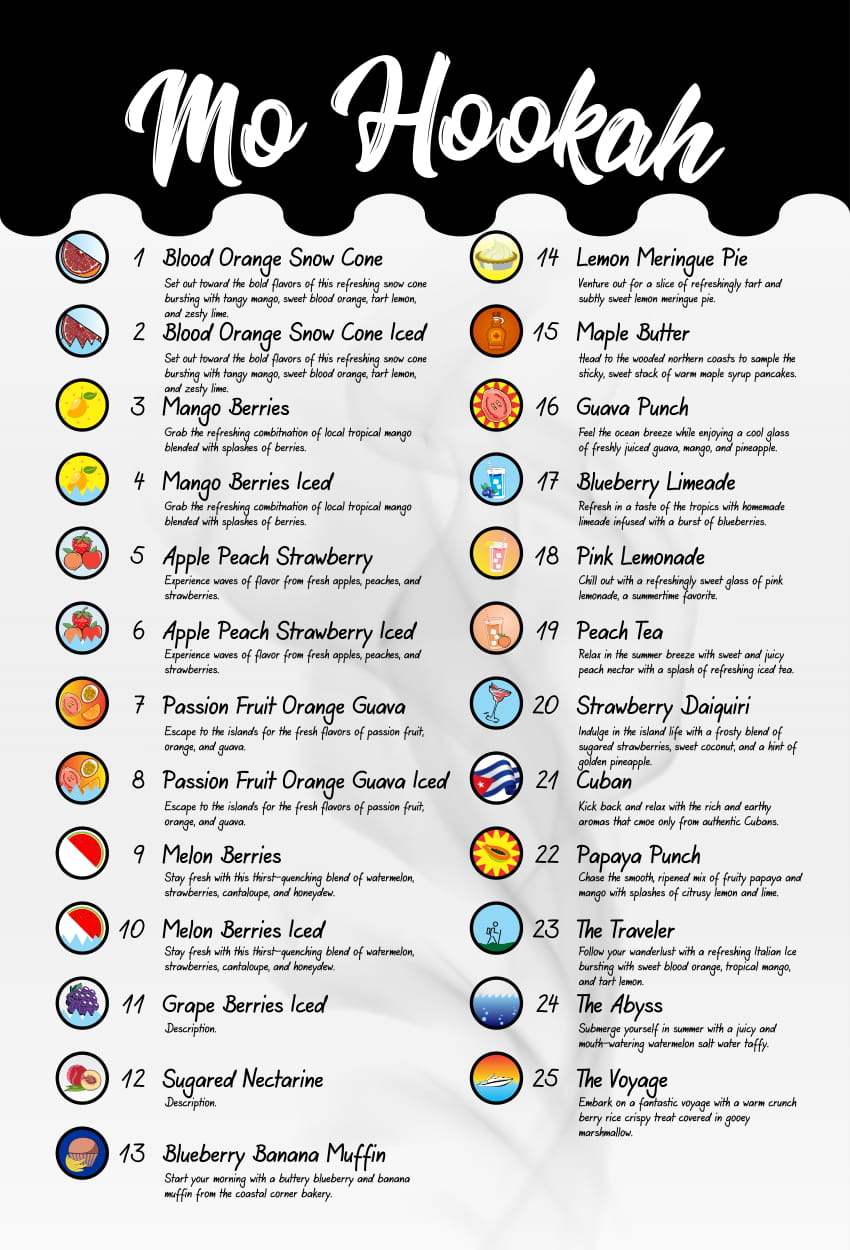 Mo Hookah
1 Blood Orange Snow Cone
Set out toward the bold flavors of this refreshing snow cone
bursting with tangy mango, sweet blood orange, tart lemon,
and zesty lime.
2 Blood Orange Snow Cone Iced
Set out toward the bold flavors of this refreshing snow cone
bursting with tangy mango, sweet blood orange, tart lemon,
and zesty lime.
3 Mango Berries
Grab the refreshing combitnation of local tropical mango
blended with splashes of berries.
4 Mango Berries Iced
Grab the refreshing combitnation of local tropical mango
blended with splashes of berries.
5 Apple Peach Strawberry
Experience waves of flavor from fresh apples, peaches, and
strawberries.
6 Apple Peach Strawberry Iced
Experience waves of flavor from fresh apples, peaches, and
strawberries.
7 Passion Fruit Orange Guava
Escape to the islands for the fresh flavors of passion fruit,
orange, and guava.
8 Passion Fruit Orange Guava Iced
Escape to the islands for the fresh flavors of passion fruit,
orange, and guava.
9 Melon Berries
Stay fresh with this thirst-quenching blend of watermelon,
strawberries, cantaloupe, and honeydew.
10 Melon Berries Iced
Stay fresh with this thirst-quenching blend of watermelon,
strawberries, cantaloupe, and honeydew.
11 Grape Berries Iced
Description.
12 Sugared Nectarine
Description.
13 Blueberry Banana Muffin
Start your morning with a buttery blueberry and banana
muffin from the coastal corner bakery.
14 Lemon Meringue Pie
Venture out for a slice of refreshingly tart and
subtly sweet lemon meringue pie.
15 Maple Butter
Head to the wooded northern coasts to sample the
sticky, sweet stack of warm maple syrup pancakes.
16 Guava Punch
Feel the ocean breeze while enjoying a cool glass
of freshly juiced guava, mango, and pineapple.
17 Blueberry Limeade
Refresh in a taste of the tropics with homemade
limeade infused with a burst of blueberries.
18 Pink Lemonade
Chill out with a refreshingly sweet glass of pink
lemonade, a summertime favorite.
19 Peach Tea
Relax in the summer breeze with sweet and juicy
peach nectar with a splash of refreshing iced tea.
20 Strawberry Daiquiri
Indulge in the island life with a frosty blend of
sugared strawberries, sweet coconut, and a hint of
golden pineapple.
21 Cuban
Kick back and relax with the rich and earthy
aromas that cmoe only from authentic Cubans.
22 Papaya Punch
Chase the smooth, ripened mix of fruity papaya and
mango with splashes of citrusy lemon and lime.
23 The Traveler
Follow your wanderlust with a refreshing Italian Ice
bursting with sweet blood orange, tropical mango,
and tart lemon.
24 The Abyss
Submerge yourself in summer with a juicy and
mouth-watering watermelon salt water taffy.
25 The Voyage
Embark on a fantastic voyage with a warm crunch
berry rice crispy treat covered in gooey
marshmallow.